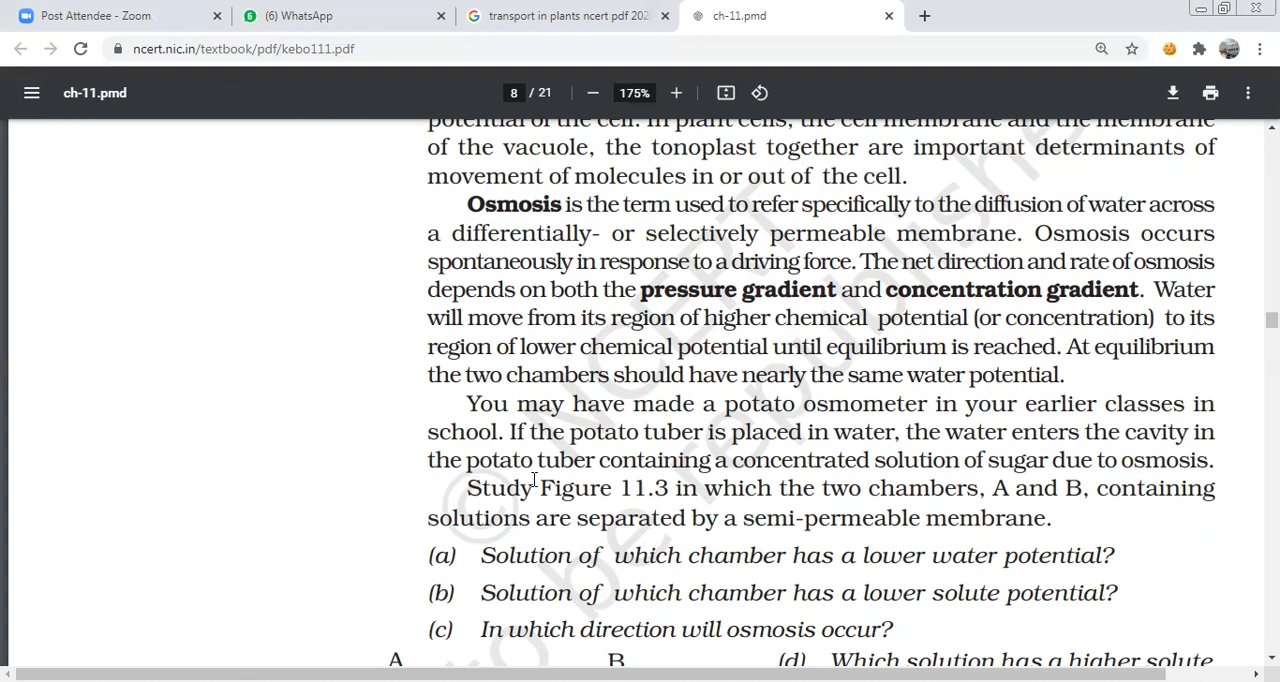 Post Attendee - Zoom
(6) WhatsApp
transport in plants ncert pdf 202
ch-11.pmd
ncert.nic.in/textbook/pdf/kebo111.pdf
ch-11.pmd
8 / 21
175%
potential of the cell. In plant cells, the cell membrane and the membrane
of the vacuole, the tonoplast together are important determinants of
movement of molecules in or out of the cell.
Osmosis is the term used to refer specifically to the diffusion of water across
a differentially- or selectively permeable membrane. Osmosis occurs
spontaneously in response to a driving force. The net direction and rate of osmosis
depends on both the pressure gradient and concentration gradient. Water
will move from its region of higher chemical potential (or concentration) to its
region of lower chemical potential until equilibrium is reached. At equilibrium
the two chambers should have nearly the same water potential.
You may have made a potato osmometer in your earlier classes in
school. If the potato tuber is placed in water, the water enters the cavity in
the potato tuber containing a concentrated solution of sugar due to osmosis.
Study Figure 11.3 in which the two chambers, A and B, containing
solutions are separated by a semi-permeable membrane.
(a) Solution of which chamber has a lower water potential?
(b) Solution of which chamber has a lower solute potential?
(c) In which direction will osmosis occur?
A B (d) Which solution has a higher solute
© NCERT
to be republishe